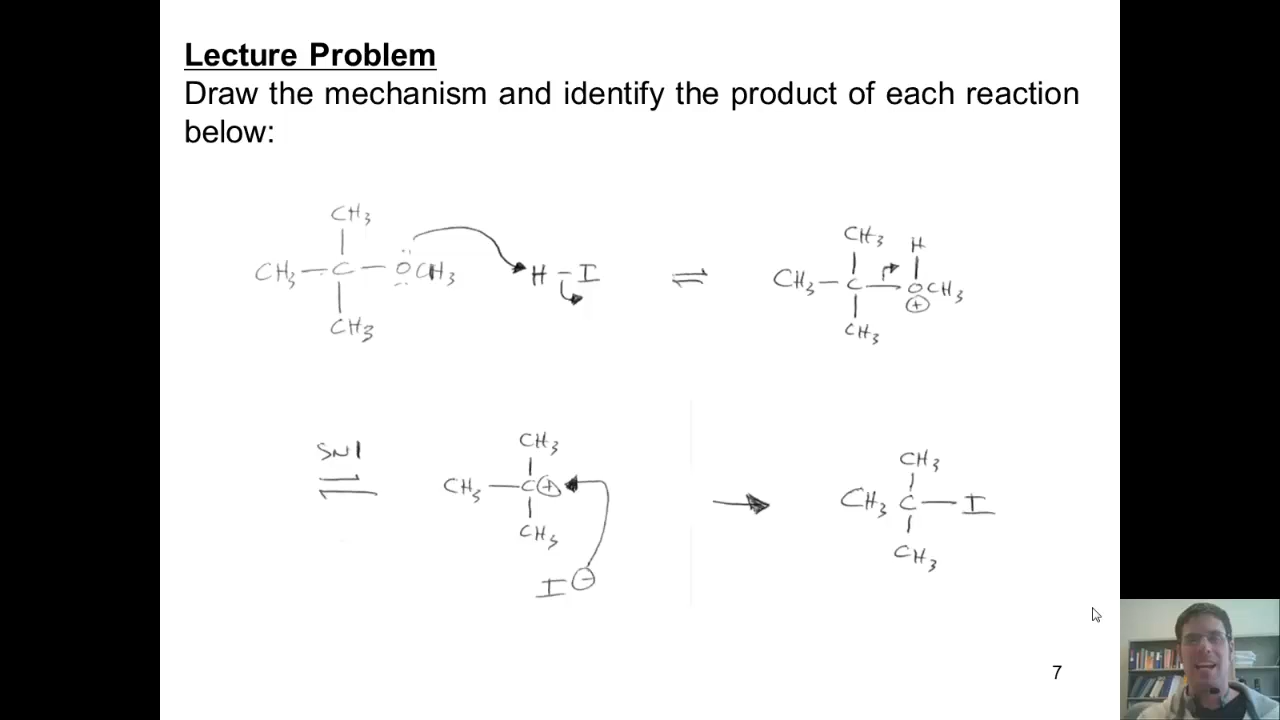 Lecture Problem
Draw the mechanism and identify the product of each reaction
below:
CH3
CH3 – C – OCH3
CH3
H – I
⇌
CH3 H
CH3 – C – OCH3
⊕
CH3
SN1
⇌
CH3
CH3 – C ⊕
CH3
I ⊖
→
CH3
CH3 C – I
CH3
7